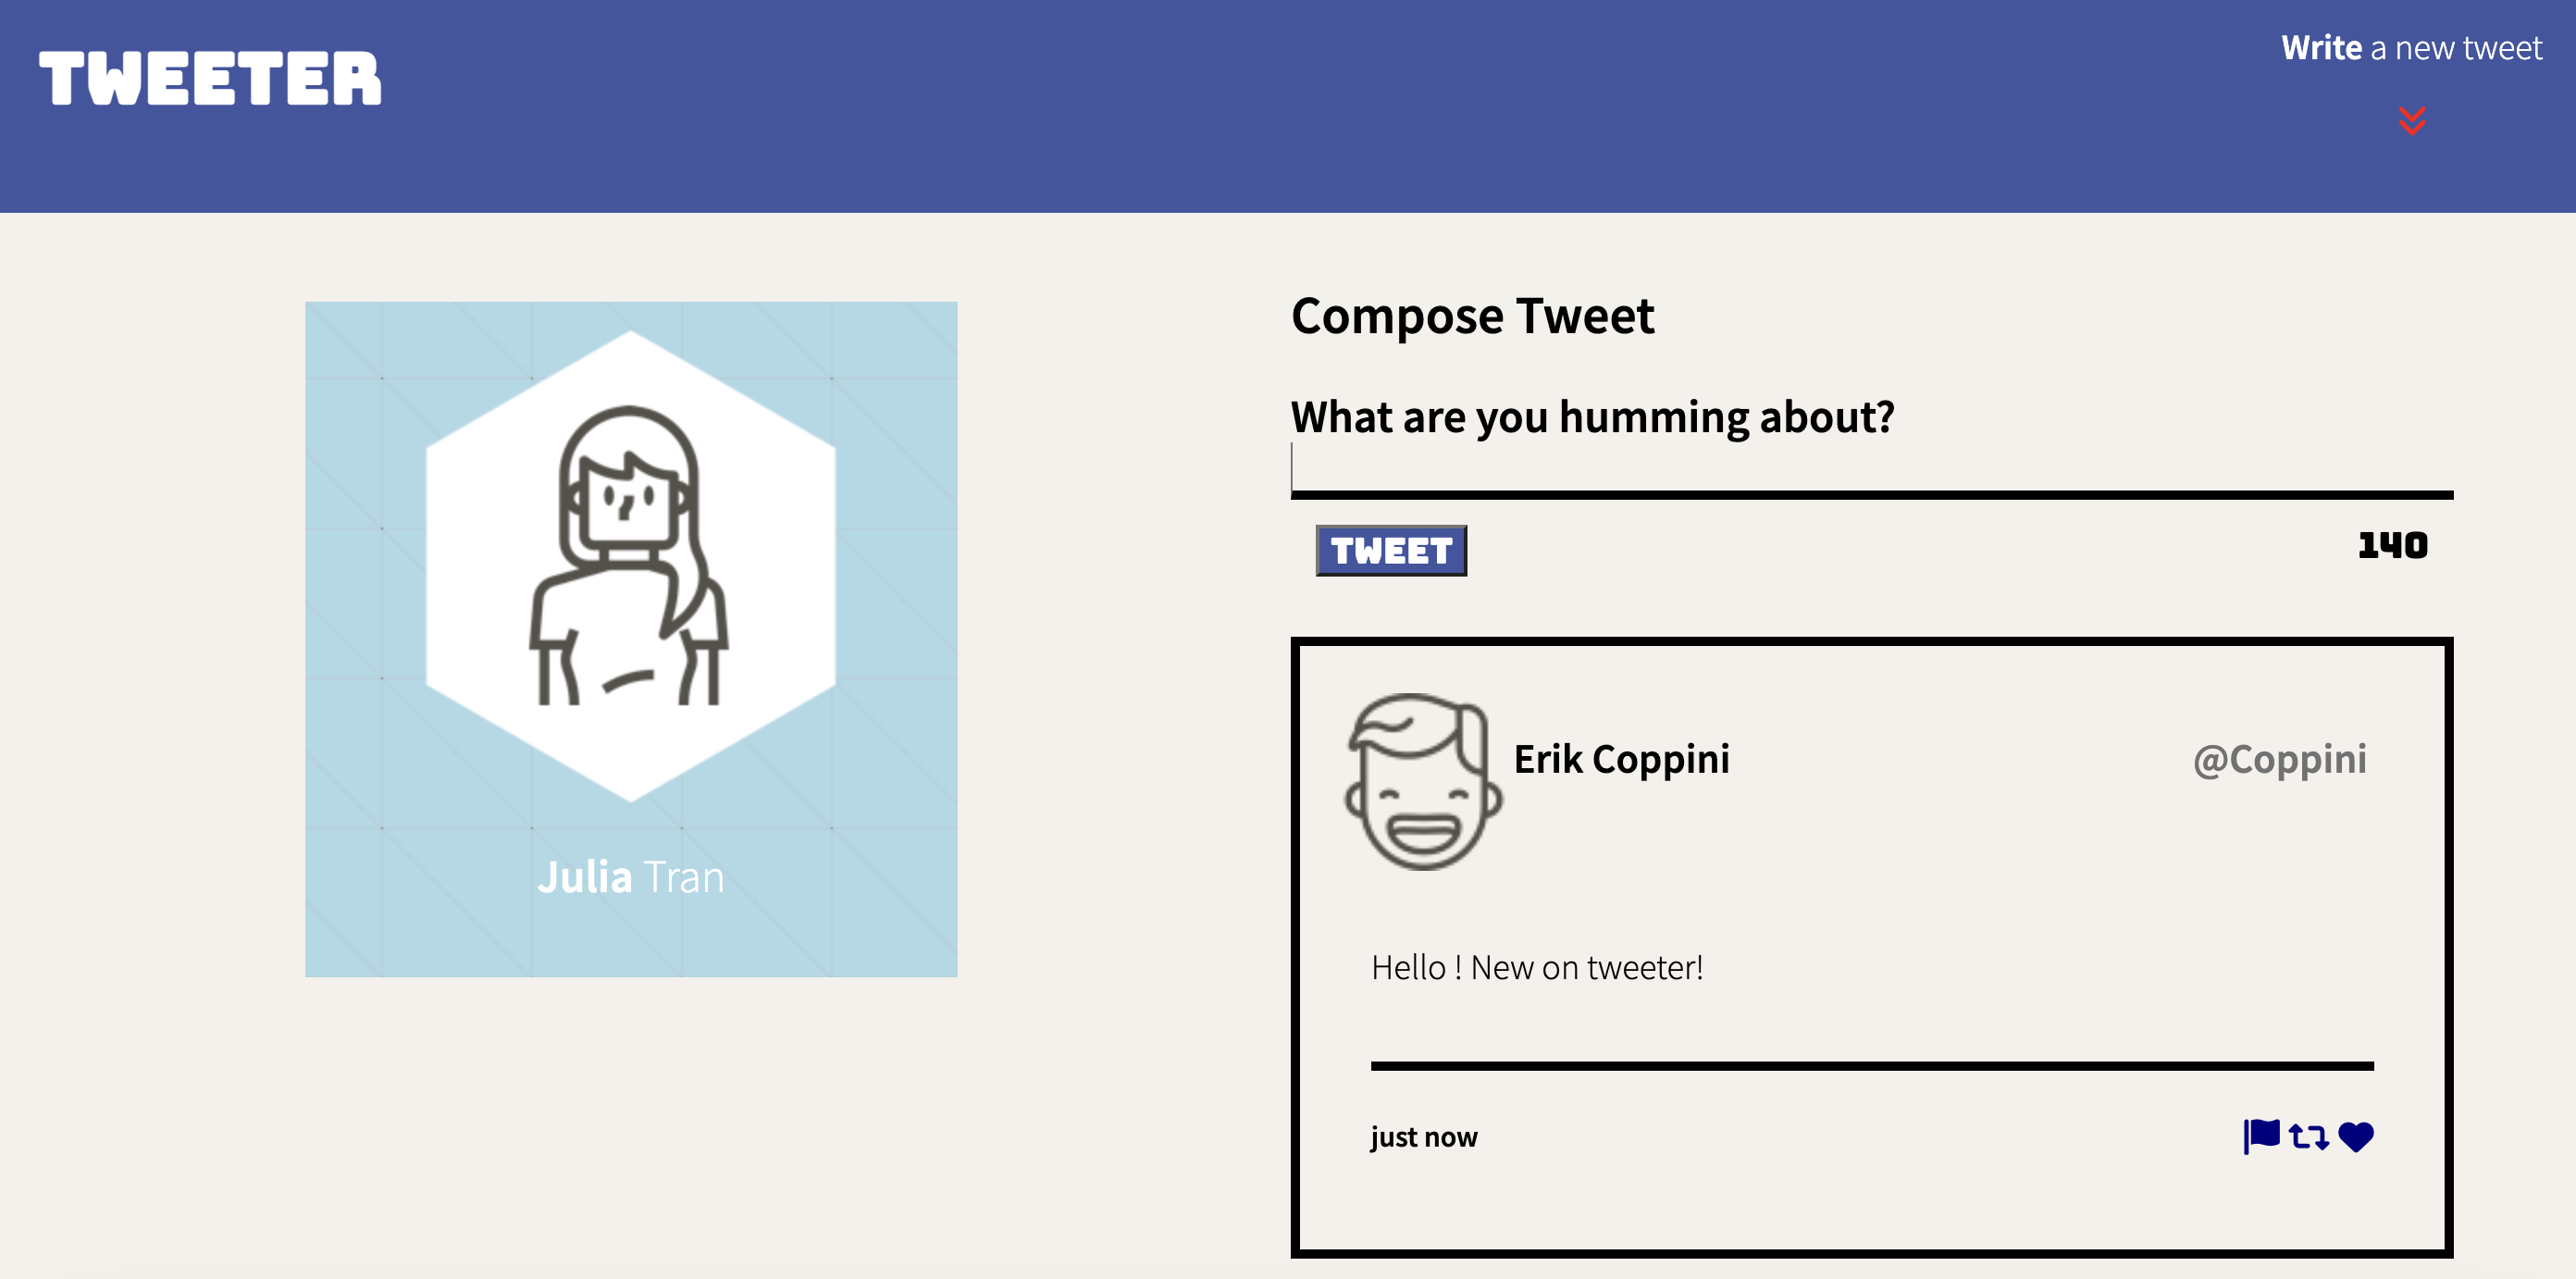 TWEETER
Write a new tweet
Julia Tran
Compose Tweet
What are you humming about?
TWEET
140
Erik Coppini
@Coppini
Hello ! New on tweeter!
just now